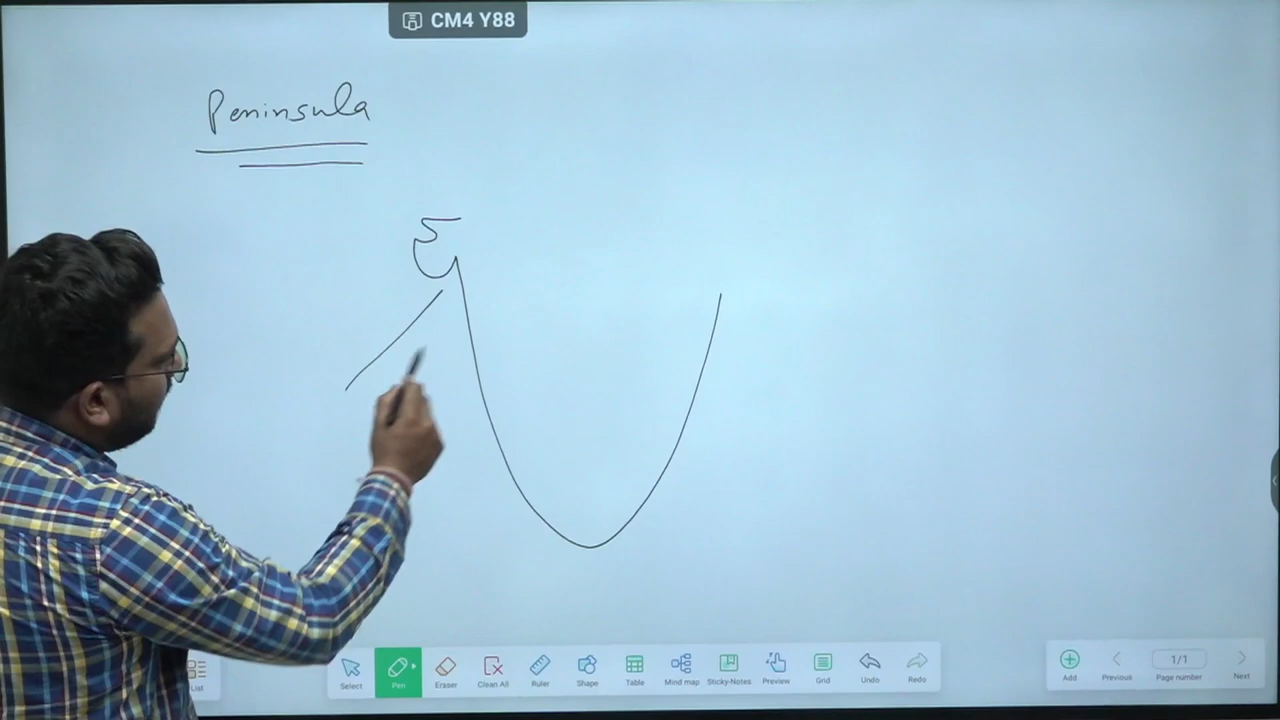 CM4 Y88
Peninsula
List
Select Pen Eraser Clean All Ruler Shape Table Mind map Sticky-Notes Preview Grid Undo Redo
Add Previous 1/1 Page number Next